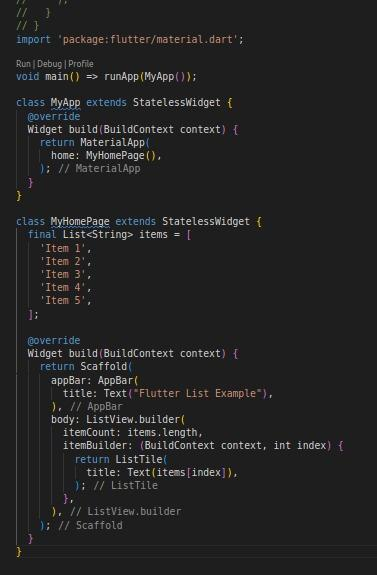 //   }
// }
import 'package:flutter/material.dart';
Run | Debug | Profile
void main() => runApp(MyApp());
class MyApp extends StatelessWidget {
  @override
  Widget build(BuildContext context) {
    return MaterialApp(
      home: MyHomePage(),
    ); // MaterialApp
  }
}
class MyHomePage extends StatelessWidget {
  final List<String> items = [
    'Item 1',
    'Item 2',
    'Item 3',
    'Item 4',
    'Item 5',
  ];
  @override
  Widget build(BuildContext context) {
    return Scaffold(
      appBar: AppBar(
        title: Text("Flutter List Example"),
      ), // AppBar
      body: ListView.builder(
        itemCount: items.length,
        itemBuilder: (BuildContext context, int index) {
          return ListTile(
            title: Text(items[index]),
          ); // ListTile
        },
      ), // ListView.builder
    ); // Scaffold
  }
}